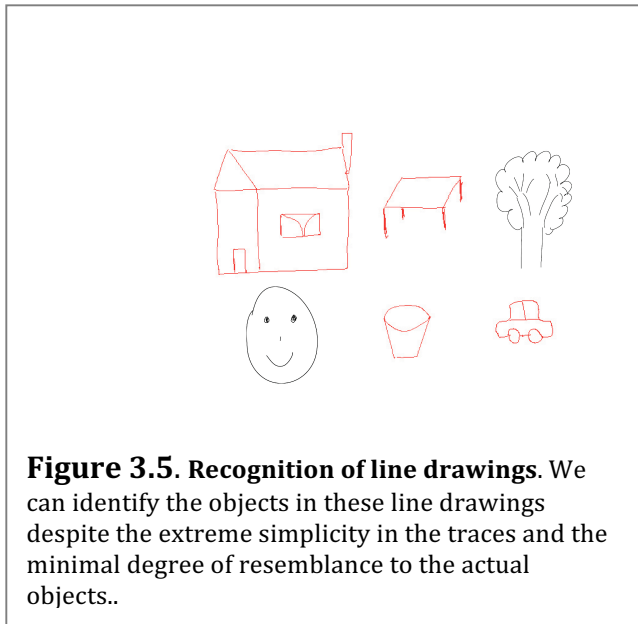 Figure 3.5. Recognition of line drawings. We
can identify the objects in these line drawings
despite the extreme simplicity in the traces and the
minimal degree of resemblance to the actual
objects..